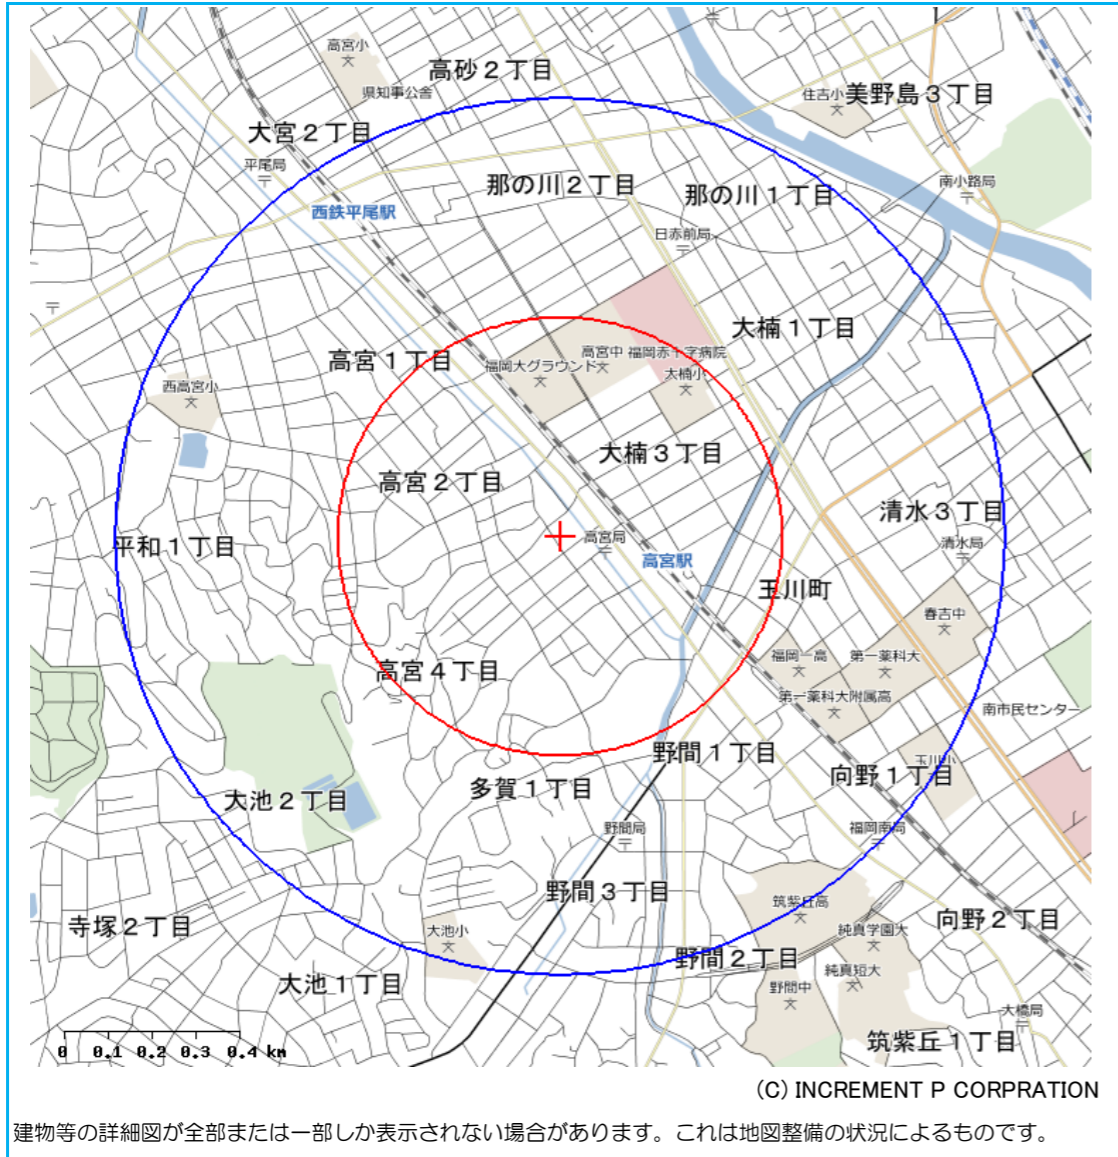 高宮小
高砂２丁目
県知事公舎
住吉小
美野島３丁目
大宮２丁目
平尾局
那の川２丁目
那の川１丁目
南小路局
西鉄平尾駅
日赤前局
大楠１丁目
高宮１丁目
高宮中
福岡赤十字病院
福岡大グラウンド
大楠小
西高宮小
大楠３丁目
高宮２丁目
清水３丁目
高宮局
清水局
平和１丁目
高宮駅
玉川町
春吉中
福岡一高
第一薬科大
高宮４丁目
第一薬科大附属高
南市民センター
野間１丁目
玉川小
向野１丁目
多賀１丁目
大池２丁目
野間局
福岡南局
野間３丁目
筑紫丘高
寺塚２丁目
大池小
純真学園大
向野２丁目
野間２丁目
純真短大
大池１丁目
野間中
大橋局
筑紫丘１丁目
0 0.1 0.2 0.3 0.4 km
(C) INCREMENT P CORPRATION
建物等の詳細図が全部または一部しか表示されない場合があります。これは地図整備の状況によるものです。